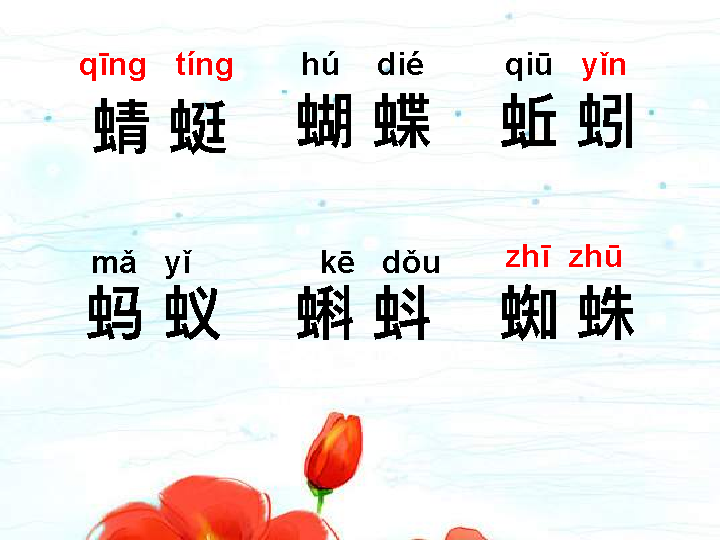 qīng tíng hú dié qiū yǐn
蜻蜓 蝴蝶 蚯蚓
mǎ yǐ kē dǒu zhī zhū
蚂蚁 蝌蚪 蜘蛛